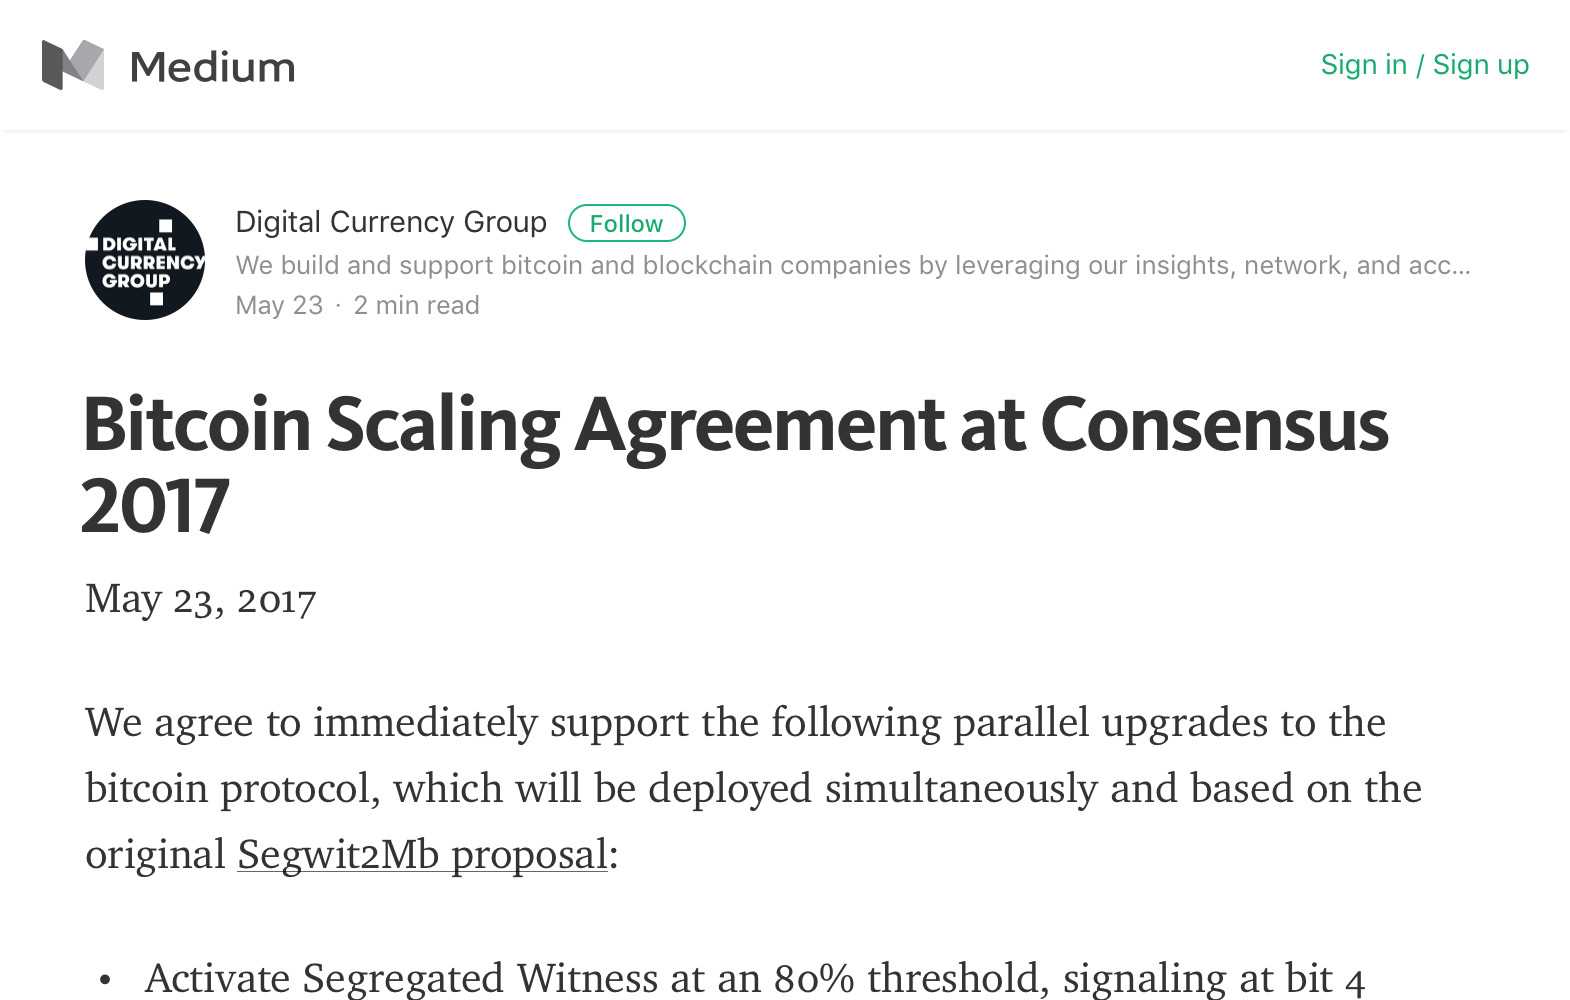 Medium
Sign in / Sign up
DIGITAL
CURRENCY
GROUP
Digital Currency Group Follow
We build and support bitcoin and blockchain companies by leveraging our insights, network, and acc...
May 23 · 2 min read
Bitcoin Scaling Agreement at Consensus
2017
May 23, 2017
We agree to immediately support the following parallel upgrades to the
bitcoin protocol, which will be deployed simultaneously and based on the
original Segwit2Mb proposal:
• Activate Segregated Witness at an 80% threshold, signaling at bit 4